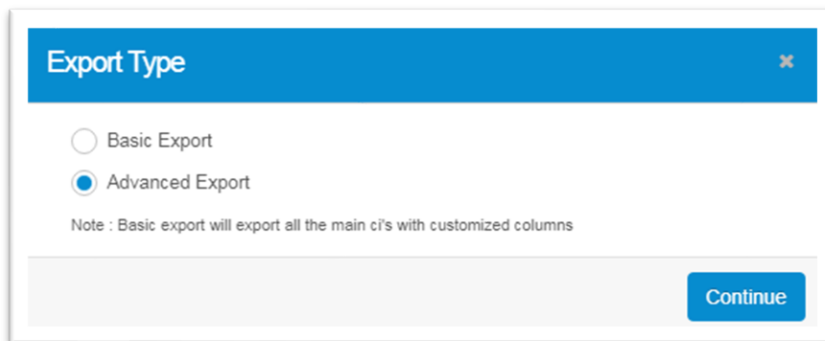 Export Type
Basic Export
Advanced Export
Note : Basic export will export all the main ci's with customized columns
Continue